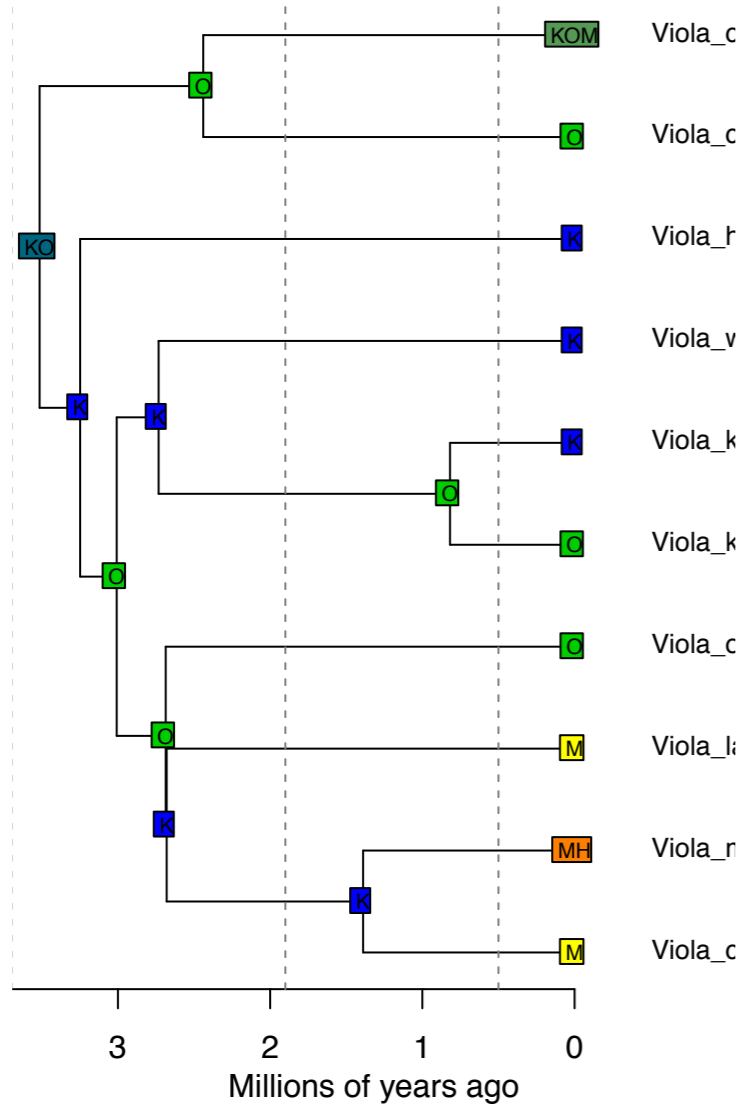 KOM Viola_c
O
O Viola_c
KO
K Viola_h
K Viola_w
K
K
K Viola_k
O
O Viola_k
O
O Viola_c
O
M Viola_la
K
MH Viola_m
K
M Viola_c
3 2 1 0
Millions of years ago